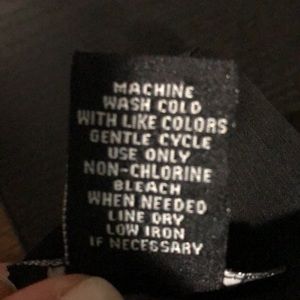 MACHINE
WASH COLD
WITH LIKE COLORS
GENTLE CYCLE
USE ONLY
NON-CHLORINE
BLEACH
WHEN NEEDED
LINE DRY
LOW IRON
IF NECESSARY